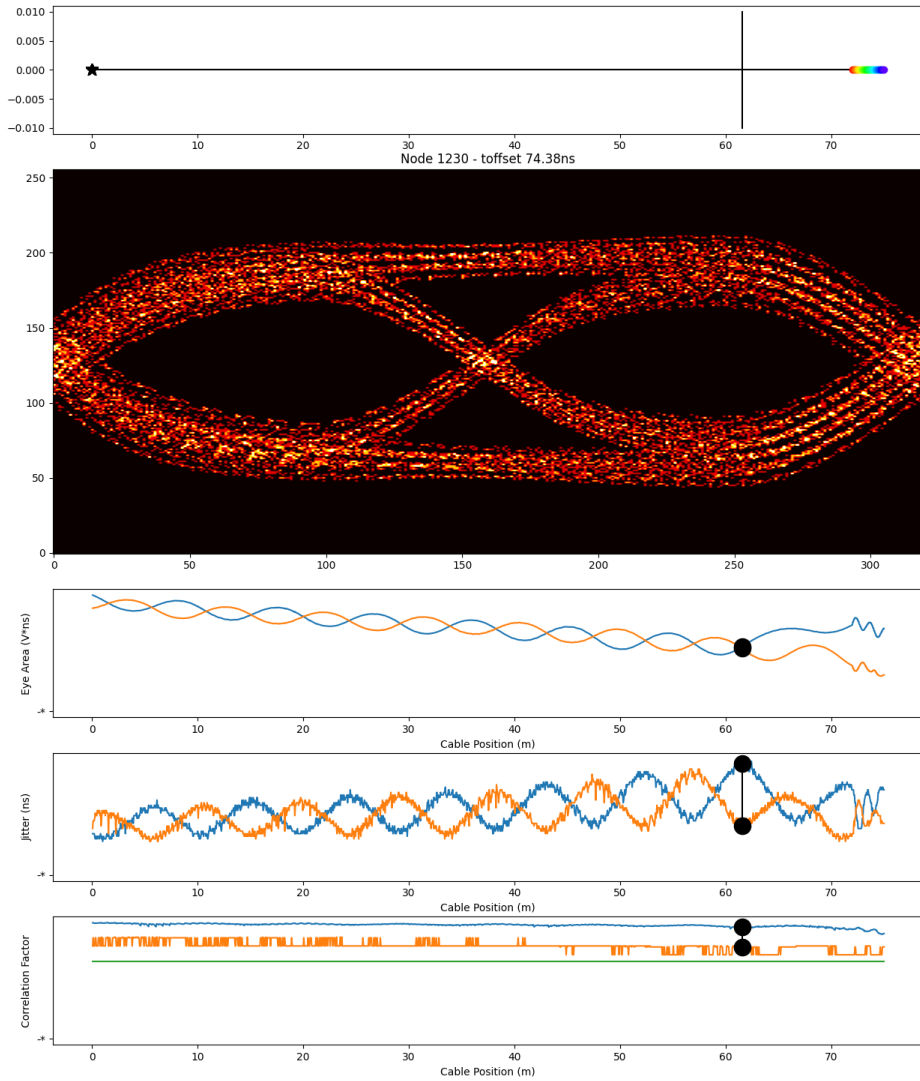 0.010
0.005
0.000
−0.005
−0.010
0 10 20 30 40 50 60 70
Node 1230 - toffset 74.38ns
250
200
150
100
50
0
0 50 100 150 200 250 300
Eye Area (V*ns)
-*
0 10 20 30 40 50 60 70
Cable Position (m)
Jitter (ns)
-*
0 10 20 30 40 50 60 70
Cable Position (m)
Correlation Factor
-*
0 10 20 30 40 50 60 70
Cable Position (m)